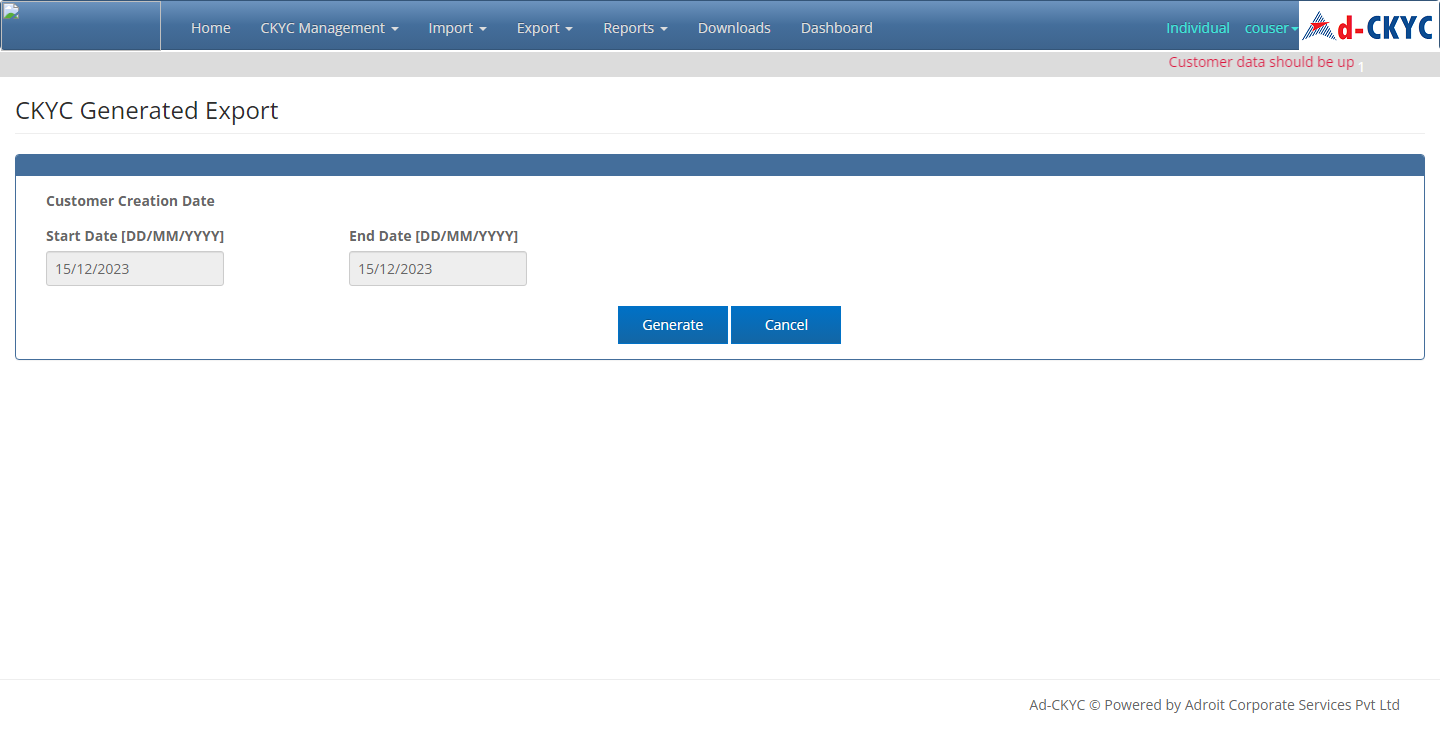 Home CKYC Management Import Export Reports Downloads Dashboard Individual couser d-CKYC
Customer data should be up 1
CKYC Generated Export
Customer Creation Date
Start Date [DD/MM/YYYY] End Date [DD/MM/YYYY]
15/12/2023 15/12/2023
Generate Cancel
Ad-CKYC © Powered by Adroit Corporate Services Pvt Ltd